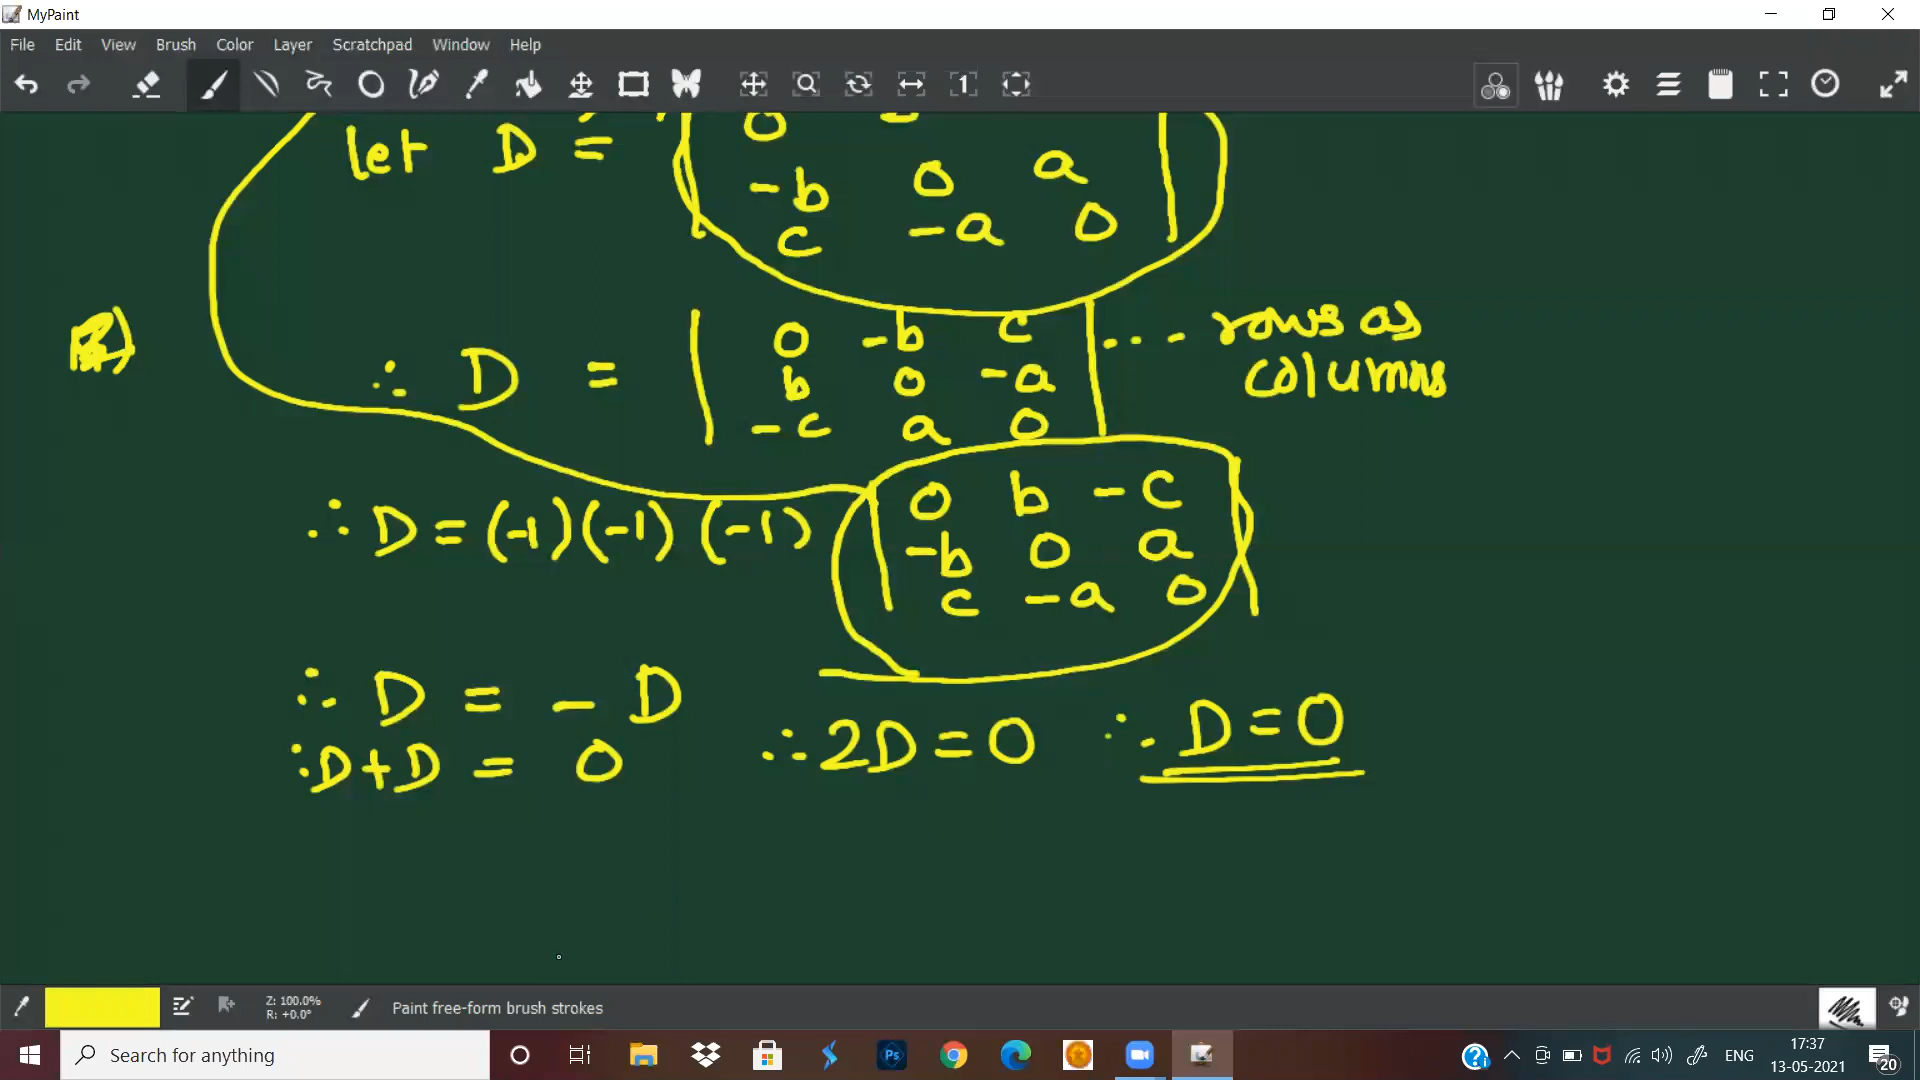 MyPaint
File Edit View Brush Color Layer Scratchpad Window Help
let D =
0
-b 0 a
c -a 0
∴ D = | 0 -b c | ... rows as
b 0 -a columns
-c a 0
∴ D = (-1)(-1)(-1) | 0 b -c |
-b 0 a
c -a 0
∴ D = - D
∴ D+D = 0 ∴ 2D = 0 ∴ D = 0
Z: 100.0%
R: +0.0°
Paint free-form brush strokes
Search for anything
Ps
ENG
17:37
13-05-2021
20